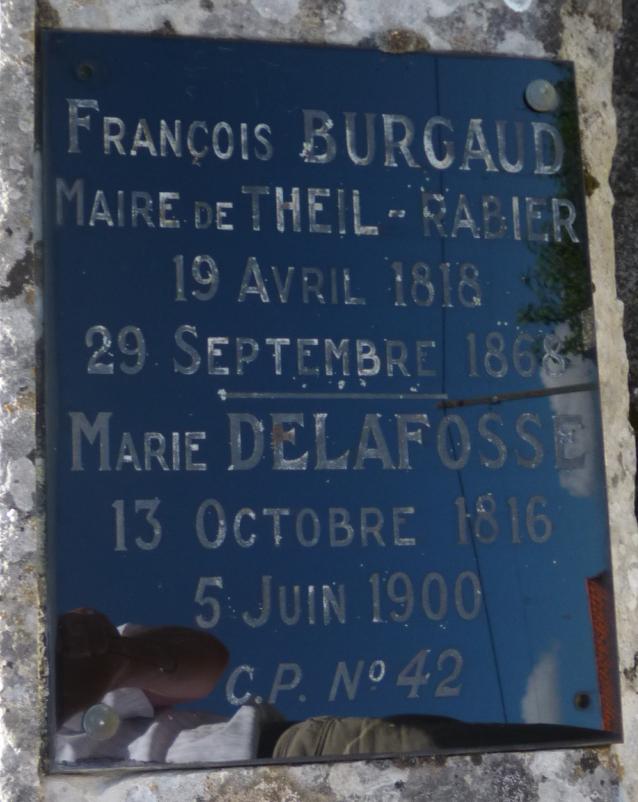 FRANÇOIS BURGAUD
MAIRE DE THEIL-RABIER
19 AVRIL 1818
29 SEPTEMBRE 1868
MARIE DELAFOSSE
13 OCTOBRE 1816
5 JUIN 1900
C.P. Nº 42